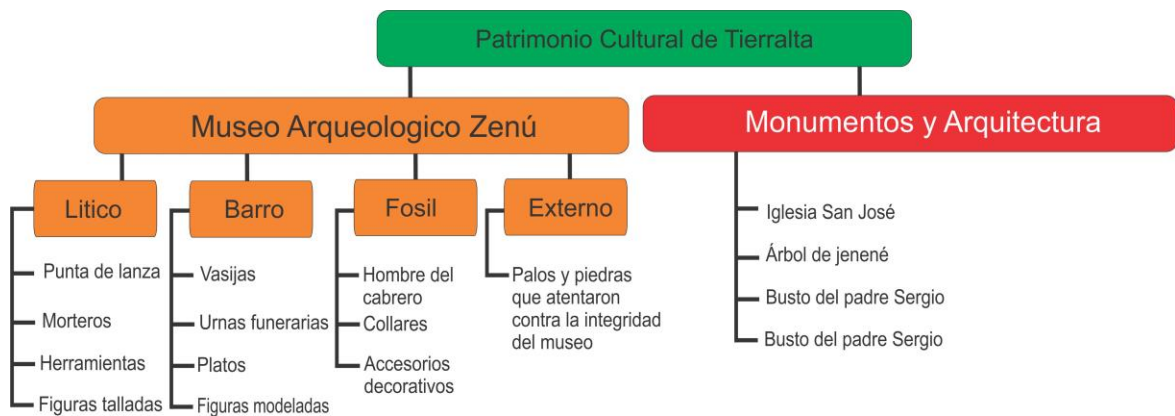 Patrimonio Cultural de Tierralta
Museo Arqueologico Zenú
Monumentos y Arquitectura
Litico
Punta de lanza
Morteros
Herramientas
Figuras talladas
Barro
Vasijas
Urnas funerarias
Platos
Figuras modeladas
Fosil
Hombre del
cabrero
Collares
Accesorios
decorativos
Externo
Palos y piedras
que atentaron
contra la integridad
del museo
Iglesia San José
Árbol de jenené
Busto del padre Sergio
Busto del padre Sergio